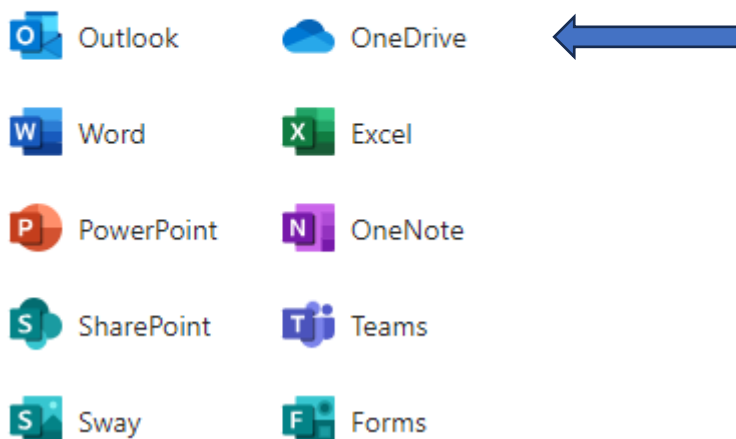 Outlook OneDrive
Word Excel
PowerPoint OneNote
SharePoint Teams
Sway Forms